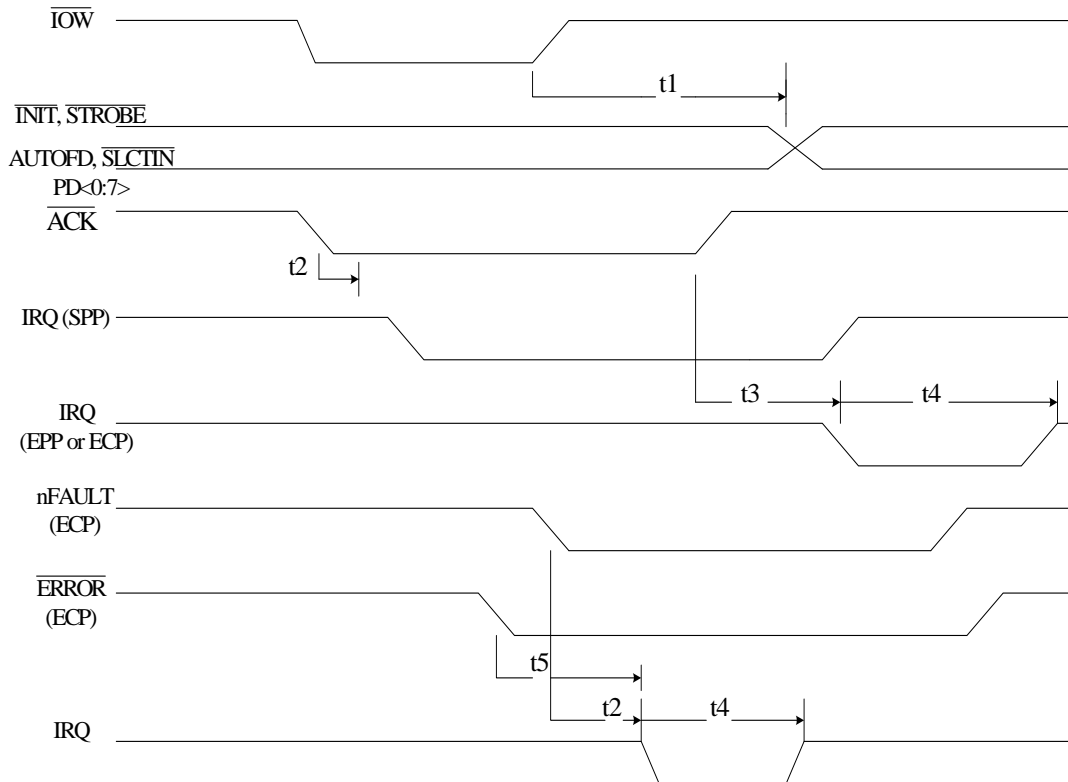 IOW
t1
INIT, STROBE
AUTOFD, SLCTIN
PD<0:7>
ACK
t2
IRQ (SPP)
t3
t4
IRQ
(EPP or ECP)
nFAULT
(ECP)
ERROR
(ECP)
t5
t2
t4
IRQ